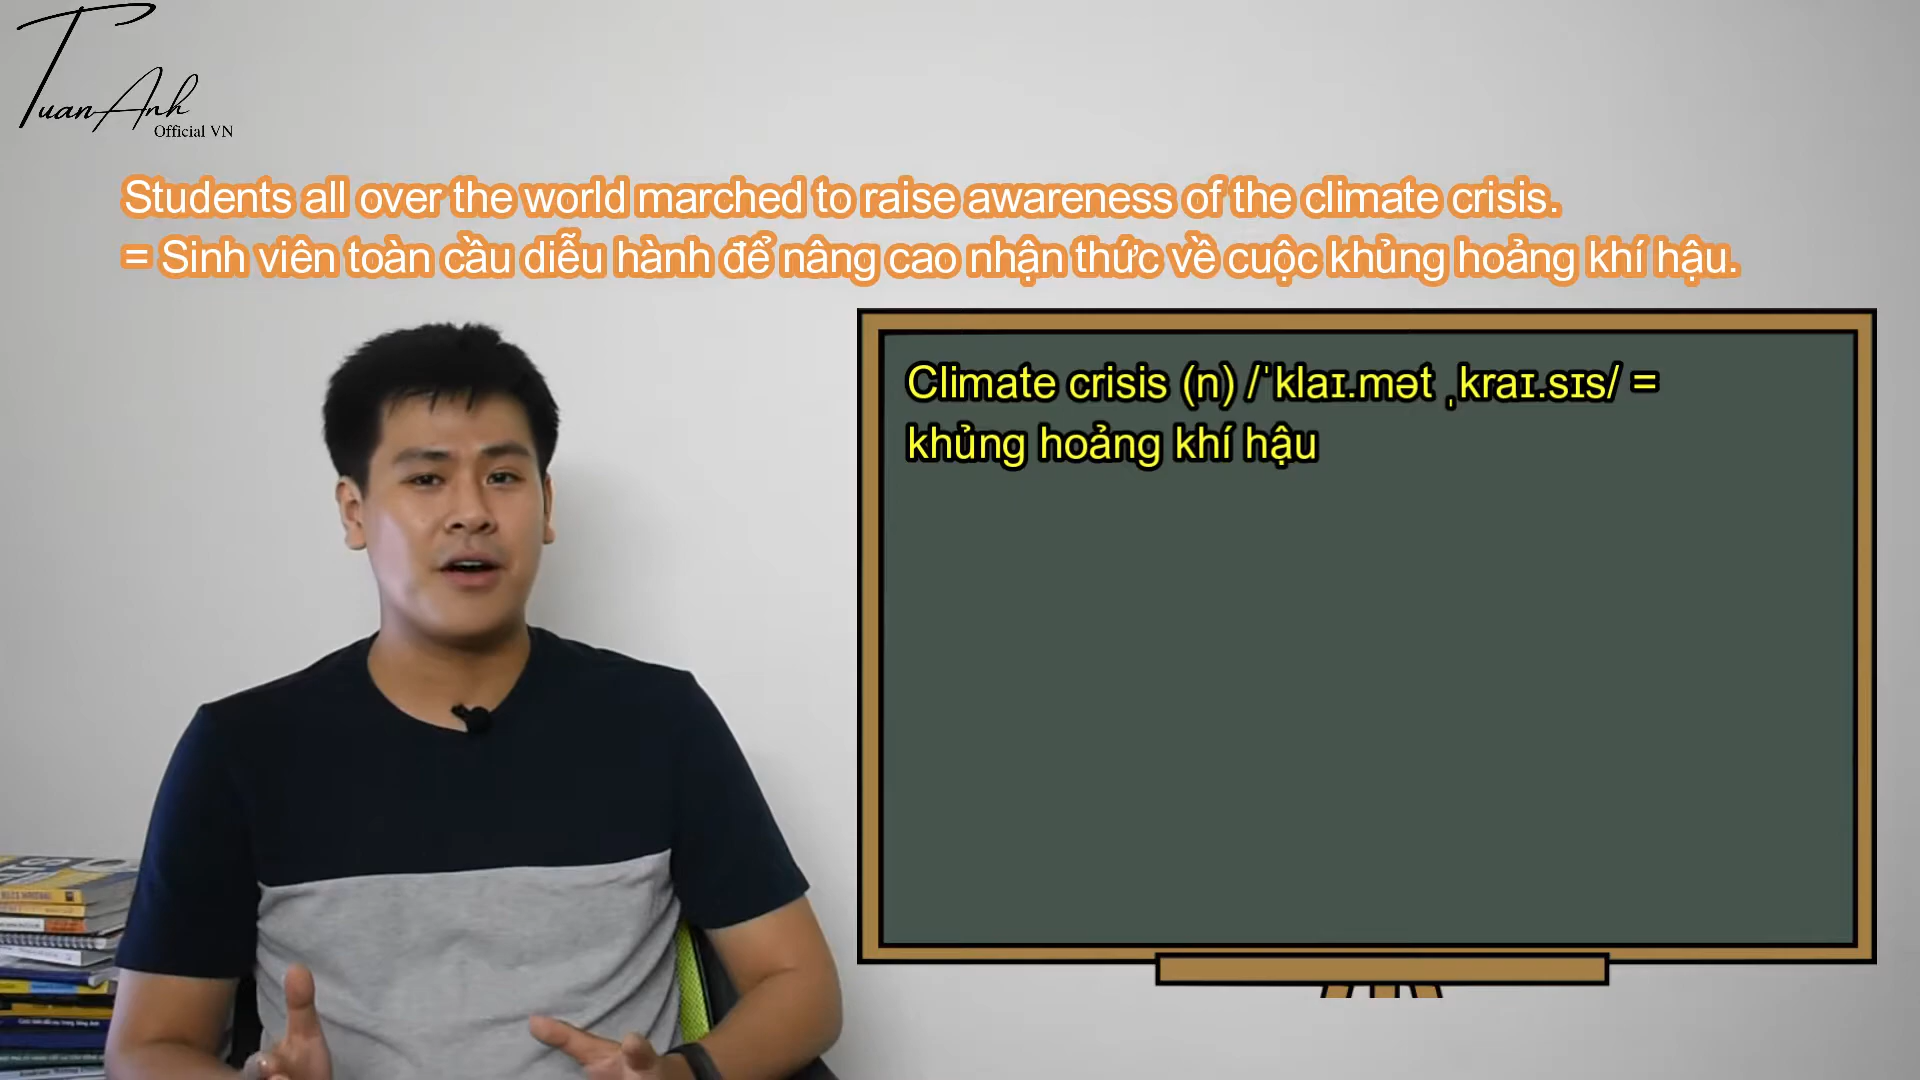 TuanAnh
Official VN
Students all over the world marched to raise awareness of the climate crisis.
= Sinh viên toàn cầu diễu hành để nâng cao nhận thức về cuộc khủng hoảng khí hậu.
Climate crisis (n) /ˈklaɪ.mət ˌkraɪ.sɪs/ =
khủng hoảng khí hậu